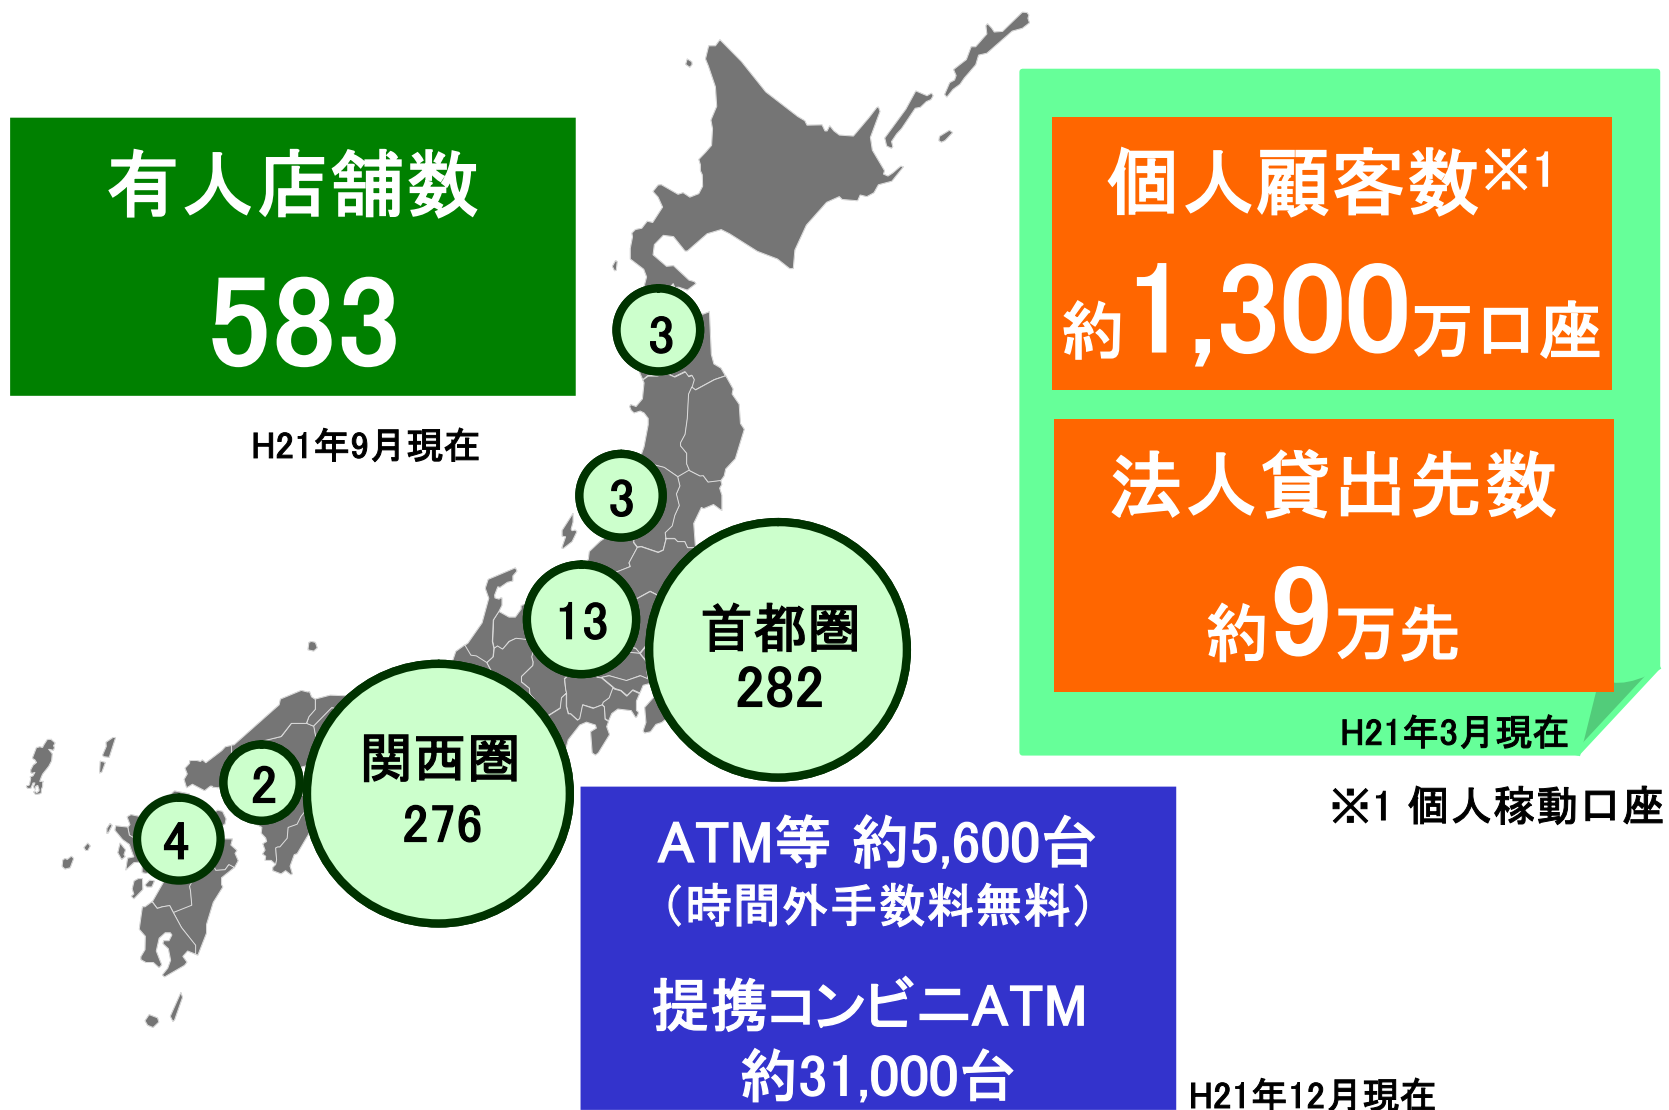 有人店舗数
583
H21年9月現在
3
3
13
首都圏
282
関西圏
276
2
4
個人顧客数※1
約1,300万口座
法人貸出先数
約9万先
H21年3月現在
※1 個人稼動口座
ATM等 約5,600台
（時間外手数料無料）
提携コンビニATM
約31,000台
H21年12月現在